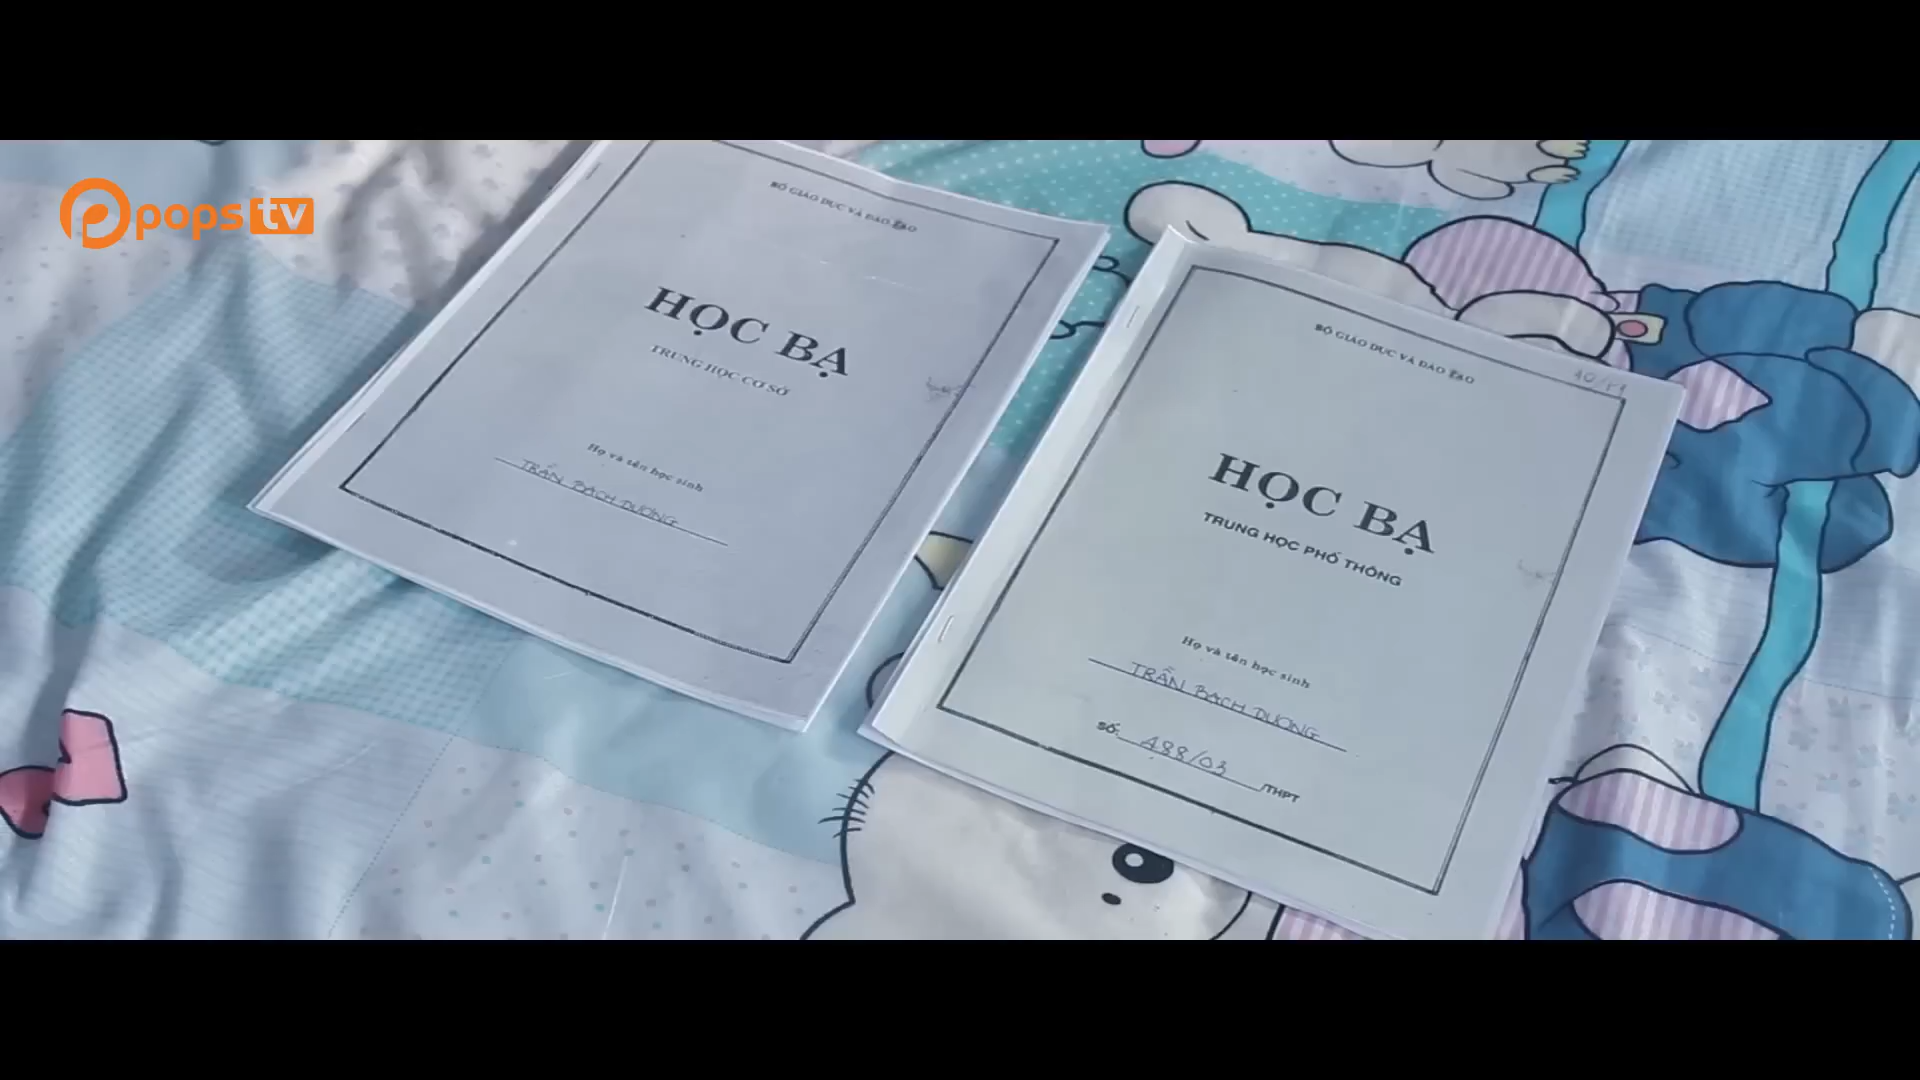 pops tv
BỘ GIÁO DỤC VÀ ĐÀO TẠO
HỌC BẠ
TRUNG HỌC CƠ SỞ
Họ và tên học sinh
TRẦN BẠCH DƯƠNG
BỘ GIÁO DỤC VÀ ĐÀO TẠO
HỌC BẠ
TRUNG HỌC PHỔ THÔNG
Họ và tên học sinh
TRẦN BẠCH DƯƠNG
SỐ: 488/03 /THPT